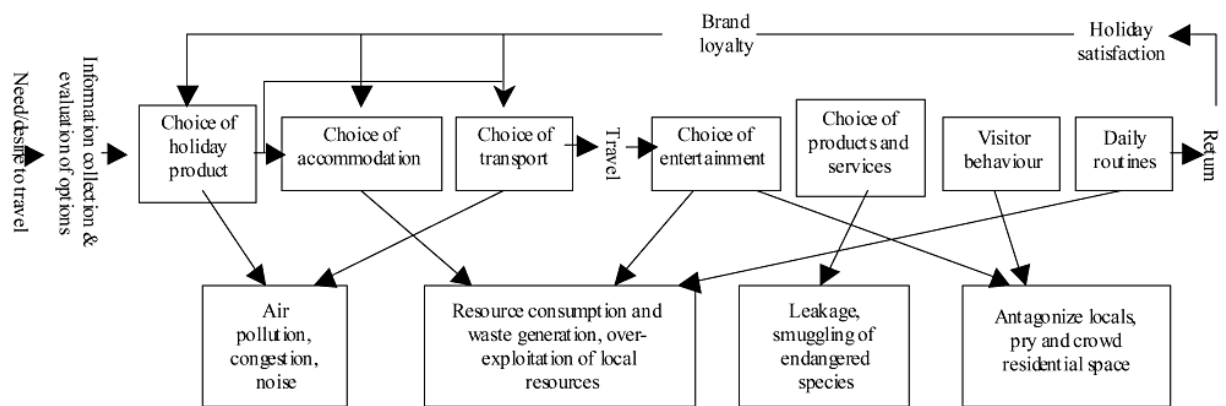 Brand
loyalty
Holiday
satisfaction
Need/desire to travel
Information collection &
evaluation of options
Choice of
holiday
product
Choice of
accommodation
Choice of
transport
Travel
Choice of
entertainment
Choice of
products and
services
Visitor
behaviour
Daily
routines
Return
Air
pollution,
congestion,
noise
Resource consumption and
waste generation, over-
exploitation of local
resources
Leakage,
smuggling of
endangered
species
Antagonize locals,
pry and crowd
residential space